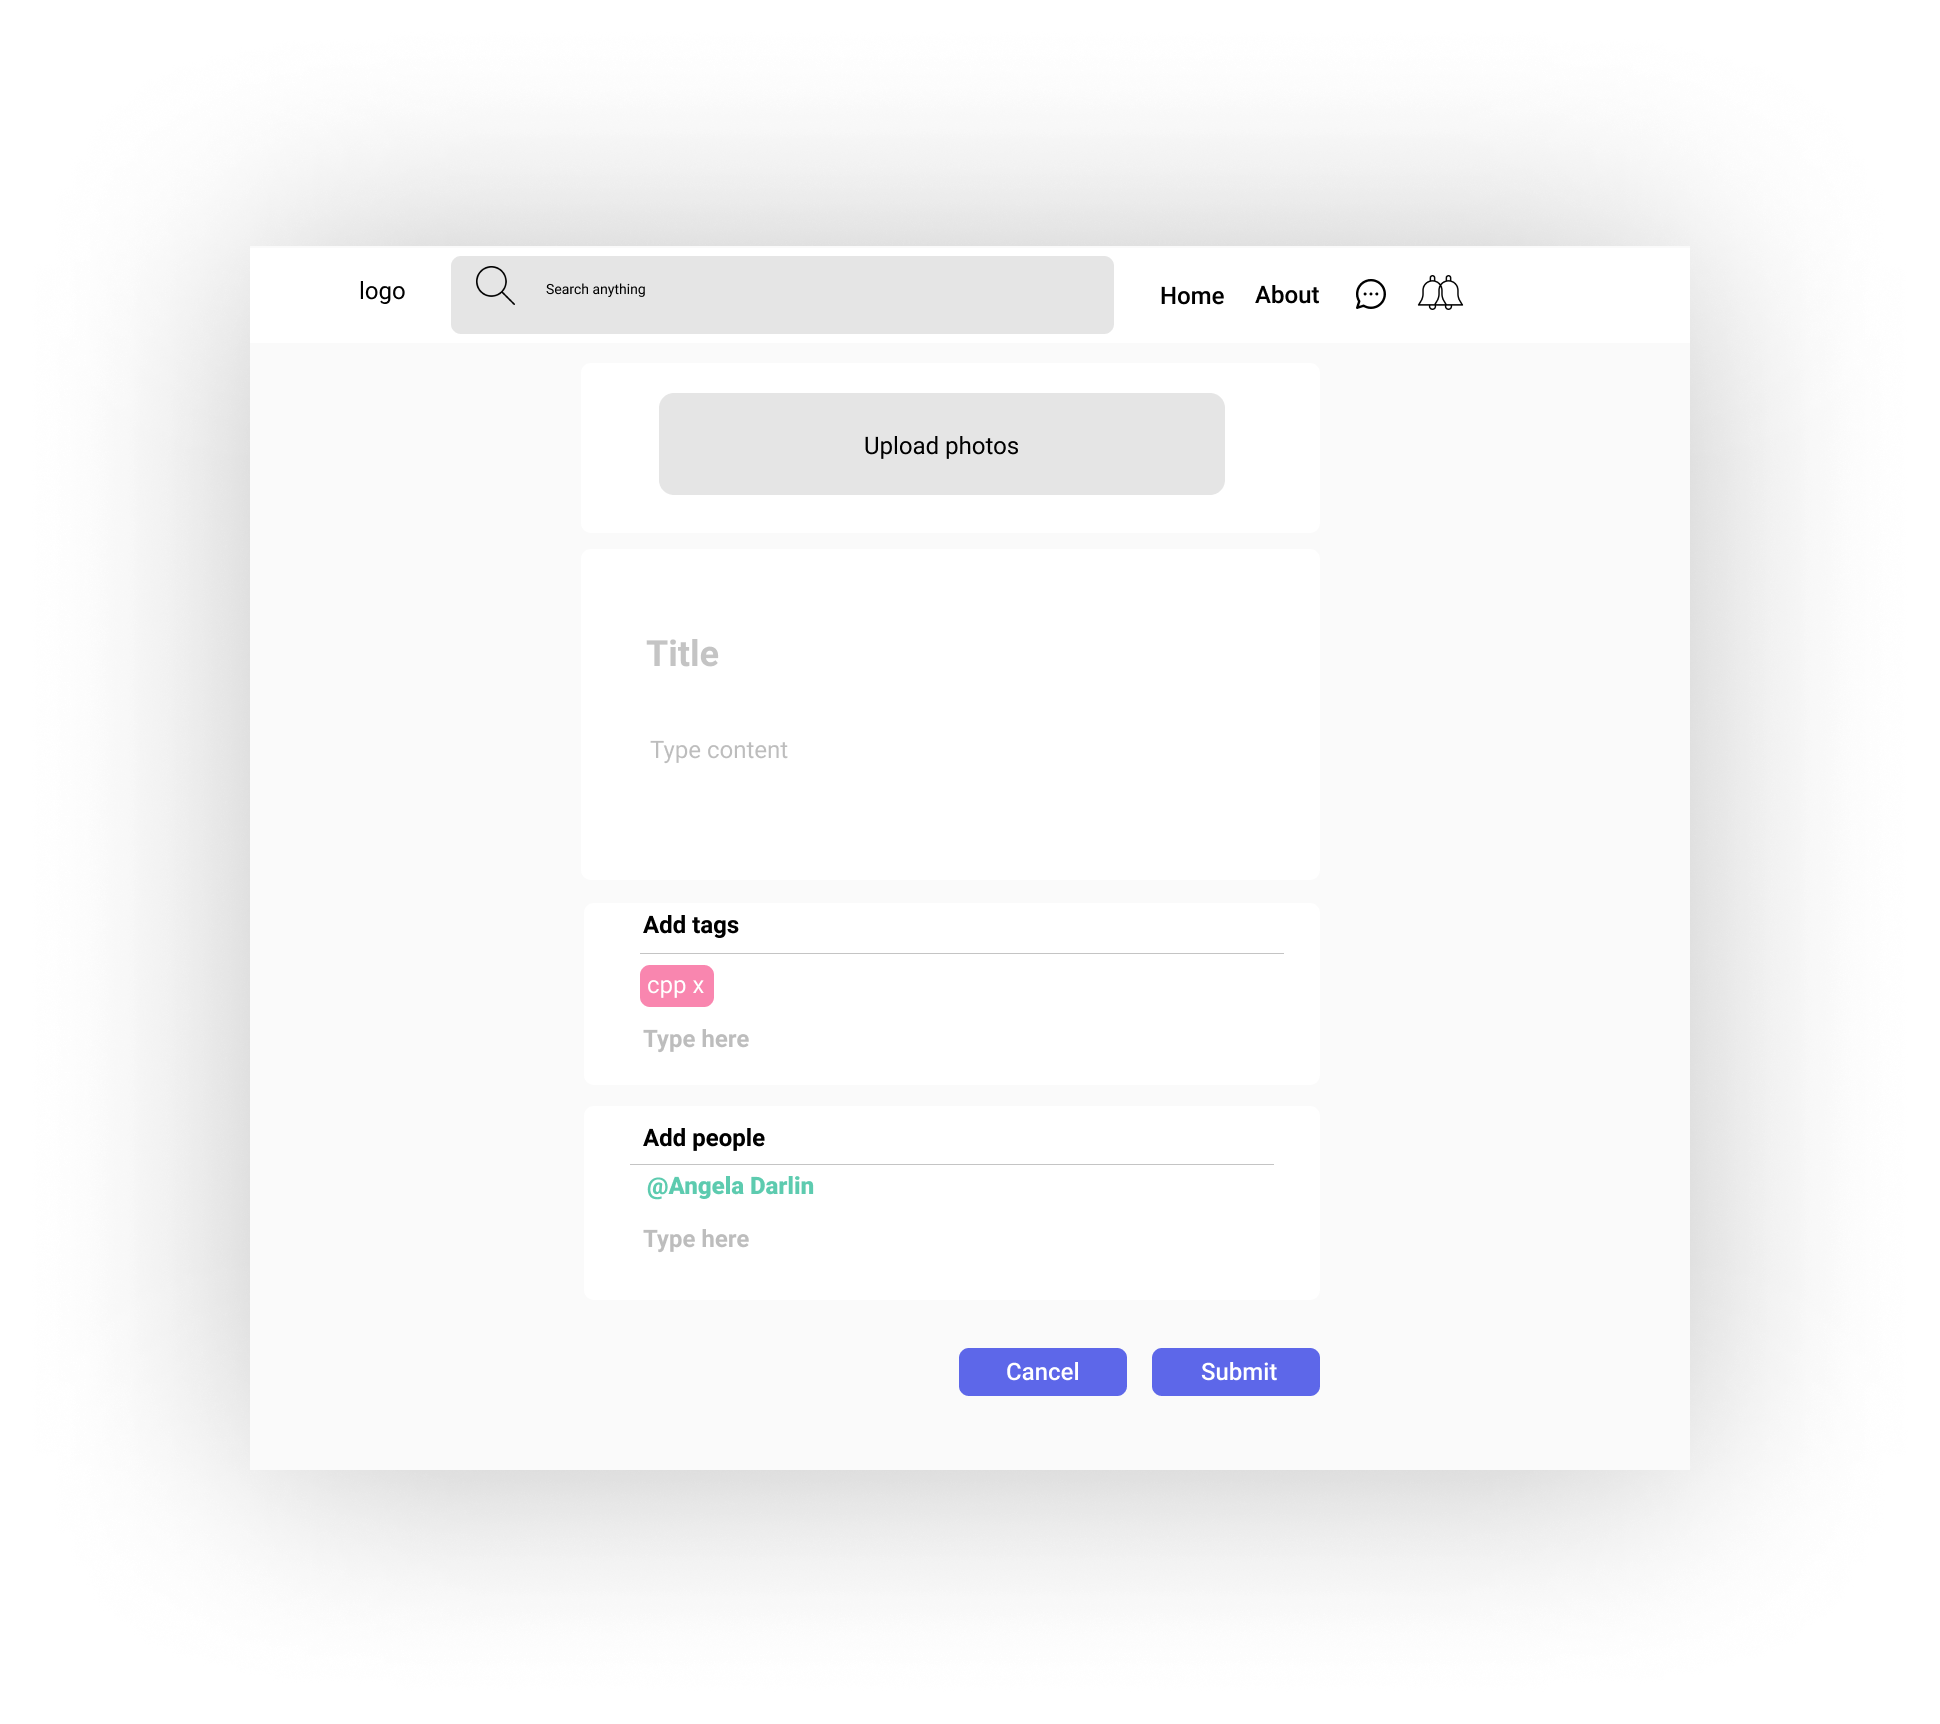 logo
Search anything
Home
About
Upload photos
Title
Type content
Add tags
cpp x
Type here
Add people
@Angela Darlin
Type here
Cancel
Submit